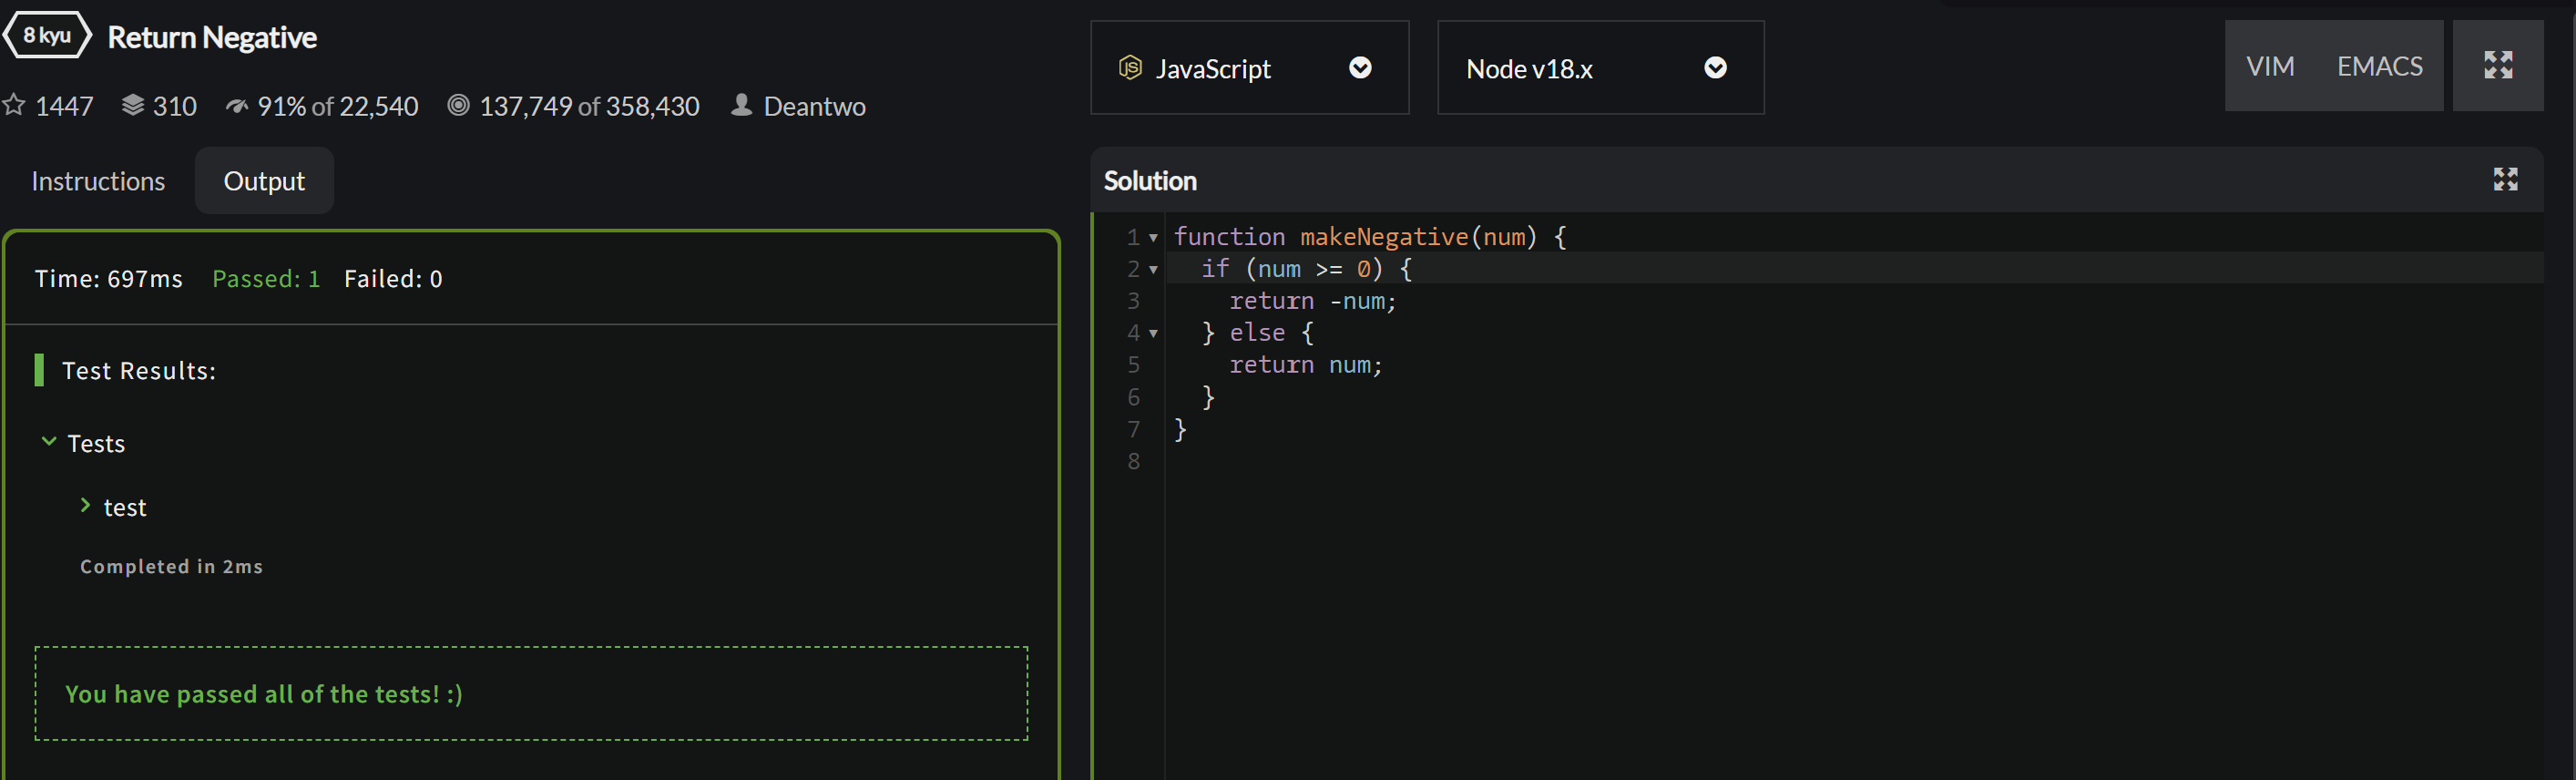 8 kyu Return Negative
1447 310 91% of 22,540 137,749 of 358,430 Deantwo
Instructions Output
Time: 697ms Passed: 1 Failed: 0
Test Results:
Tests
test
Completed in 2ms
You have passed all of the tests! :)
JS JavaScript Node v18.x VIM EMACS
Solution
1 function makeNegative(num) {
2   if (num >= 0) {
3     return -num;
4   } else {
5     return num;
6   }
7 }
8